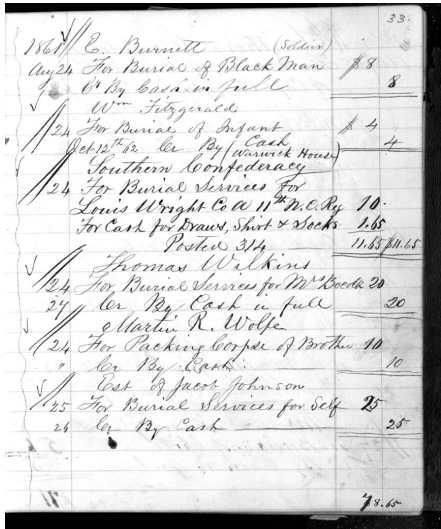 33.
1861 E. Burnett (Soldier)
Aug 24 For Burial of Black Man $8
Cr By Cash in full 8
Wm Fitzgerald
24 For Burial of Infant $ 4
Oct 12th 62 Cr By (Cash Warwick House) 4
Southern Confederacy
24 For Burial Services for
Louis Wright Co A 11th N.C. Rg 10.
For Cash for Draws, Shirt & Socks 1.65
Posted 314 11.65 $11.65
Thomas Wilkins
24 For Burial Services for Mrs Bocock 20
27 Cr By Cash in full 20
Martin R. Wolfe
24 For Packing Corpse of Brother 10
" Cr By Cash 10
Est of Jacob Johnson
25 For Burial Services for Self 25
26 Cr By Cash 25
78.65